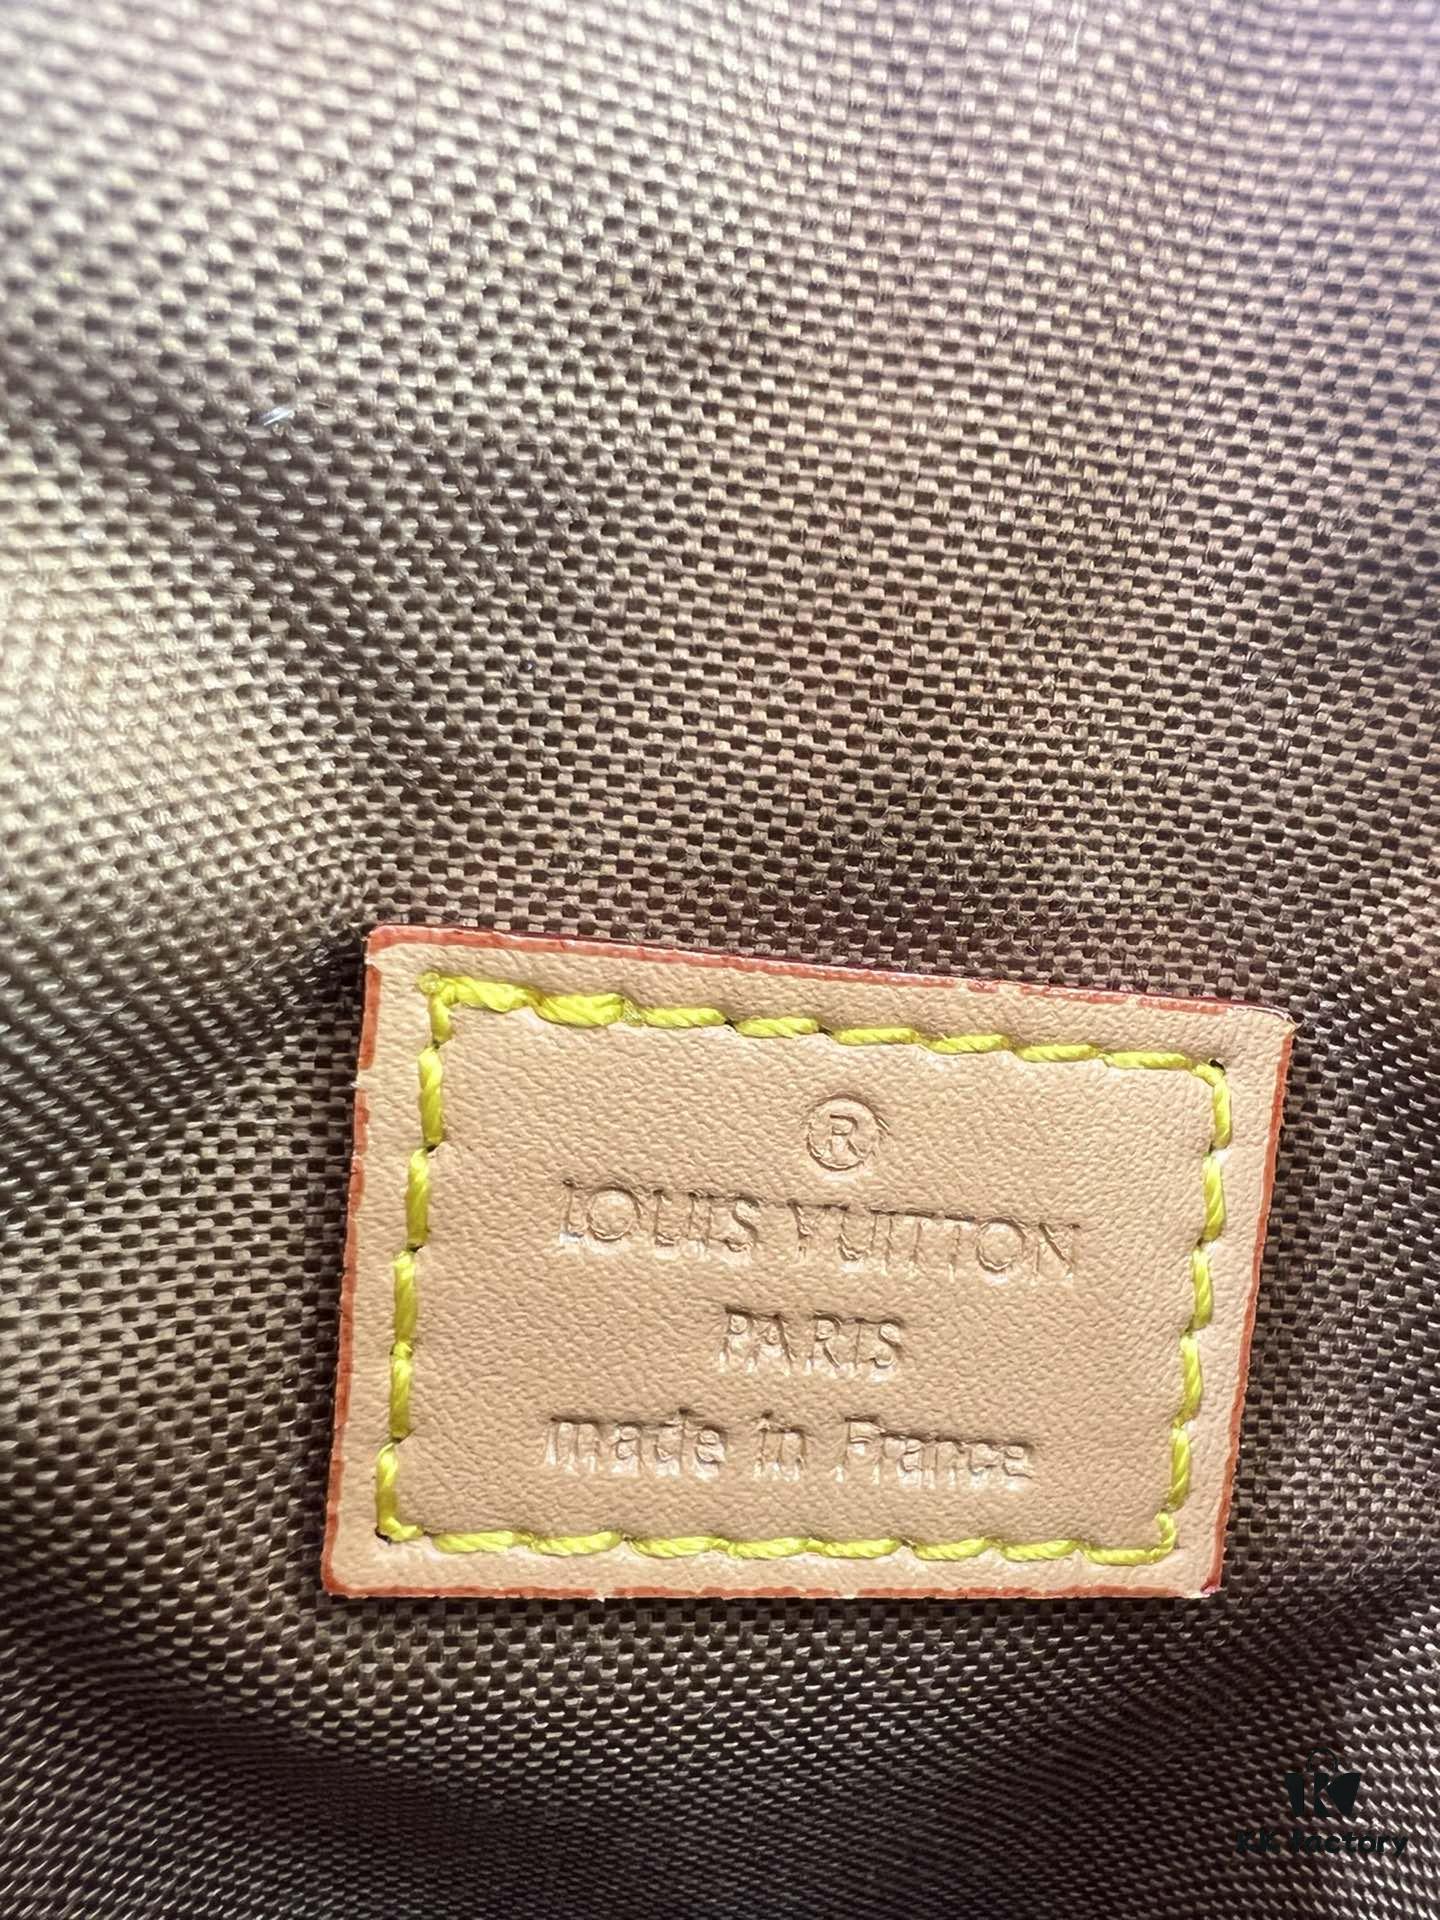 ®
LOUIS VUITTON
PARIS
made in France
KK Factory